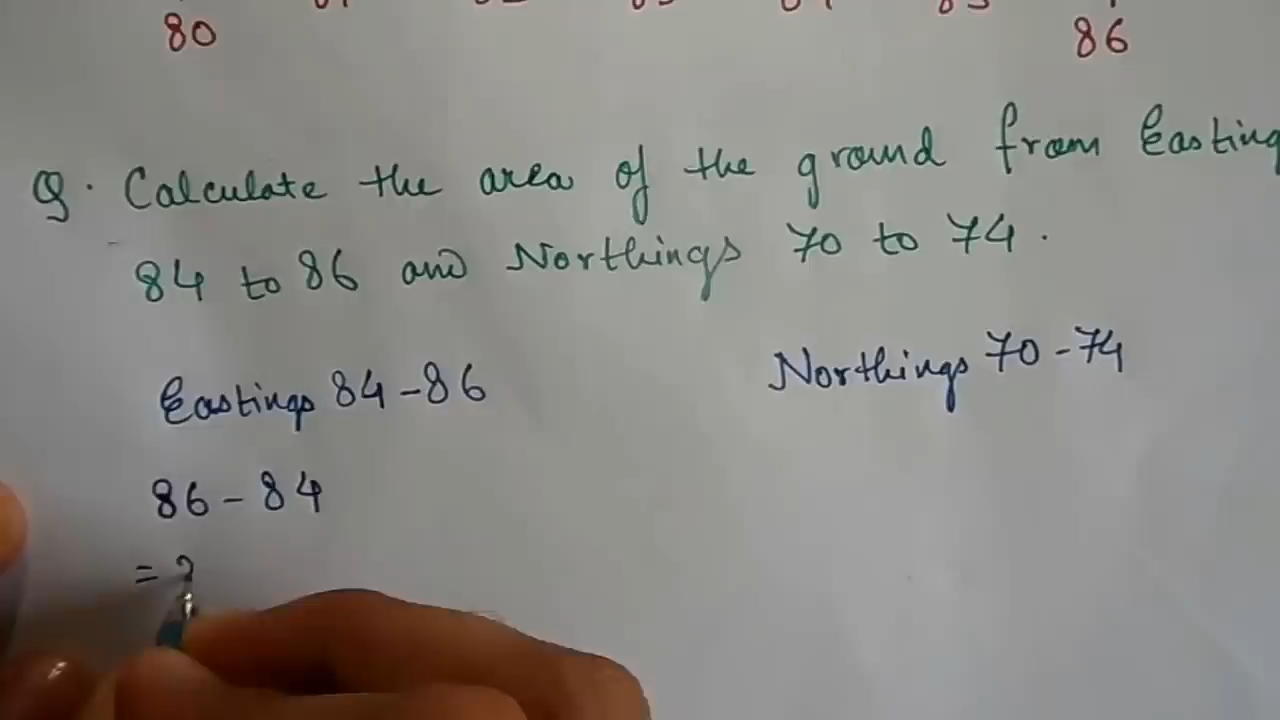 80
86
Q. Calculate the area of the ground from Easting
84 to 86 and Northings 70 to 74.
Eastings 84-86
Northings 70-74
86-84
= 2